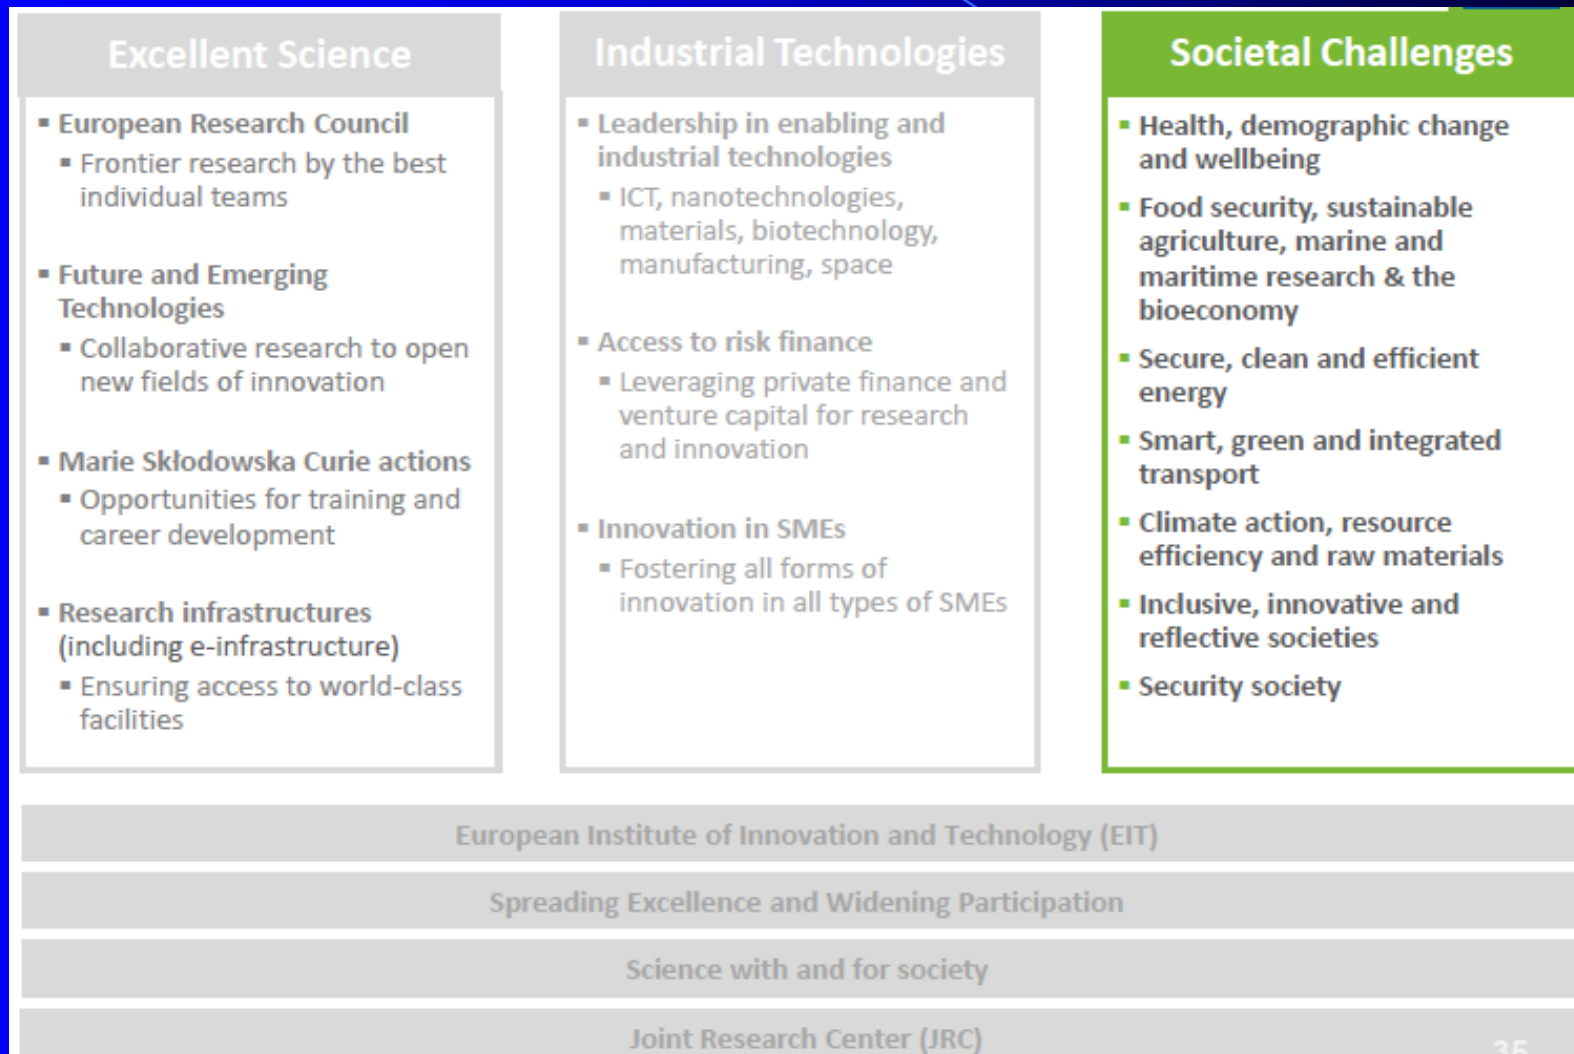 Excellent Science
▪ European Research Council
▪ Frontier research by the best
individual teams
▪ Future and Emerging
Technologies
▪ Collaborative research to open
new fields of innovation
▪ Marie Skłodowska Curie actions
▪ Opportunities for training and
career development
▪ Research infrastructures
(including e-infrastructure)
▪ Ensuring access to world-class
facilities
Industrial Technologies
▪ Leadership in enabling and
industrial technologies
▪ ICT, nanotechnologies,
materials, biotechnology,
manufacturing, space
▪ Access to risk finance
▪ Leveraging private finance and
venture capital for research
and innovation
▪ Innovation in SMEs
▪ Fostering all forms of
innovation in all types of SMEs
Societal Challenges
▪ Health, demographic change
and wellbeing
▪ Food security, sustainable
agriculture, marine and
maritime research & the
bioeconomy
▪ Secure, clean and efficient
energy
▪ Smart, green and integrated
transport
▪ Climate action, resource
efficiency and raw materials
▪ Inclusive, innovative and
reflective societies
▪ Security society
European Institute of Innovation and Technology (EIT)
Spreading Excellence and Widening Participation
Science with and for society
Joint Research Center (JRC)
35